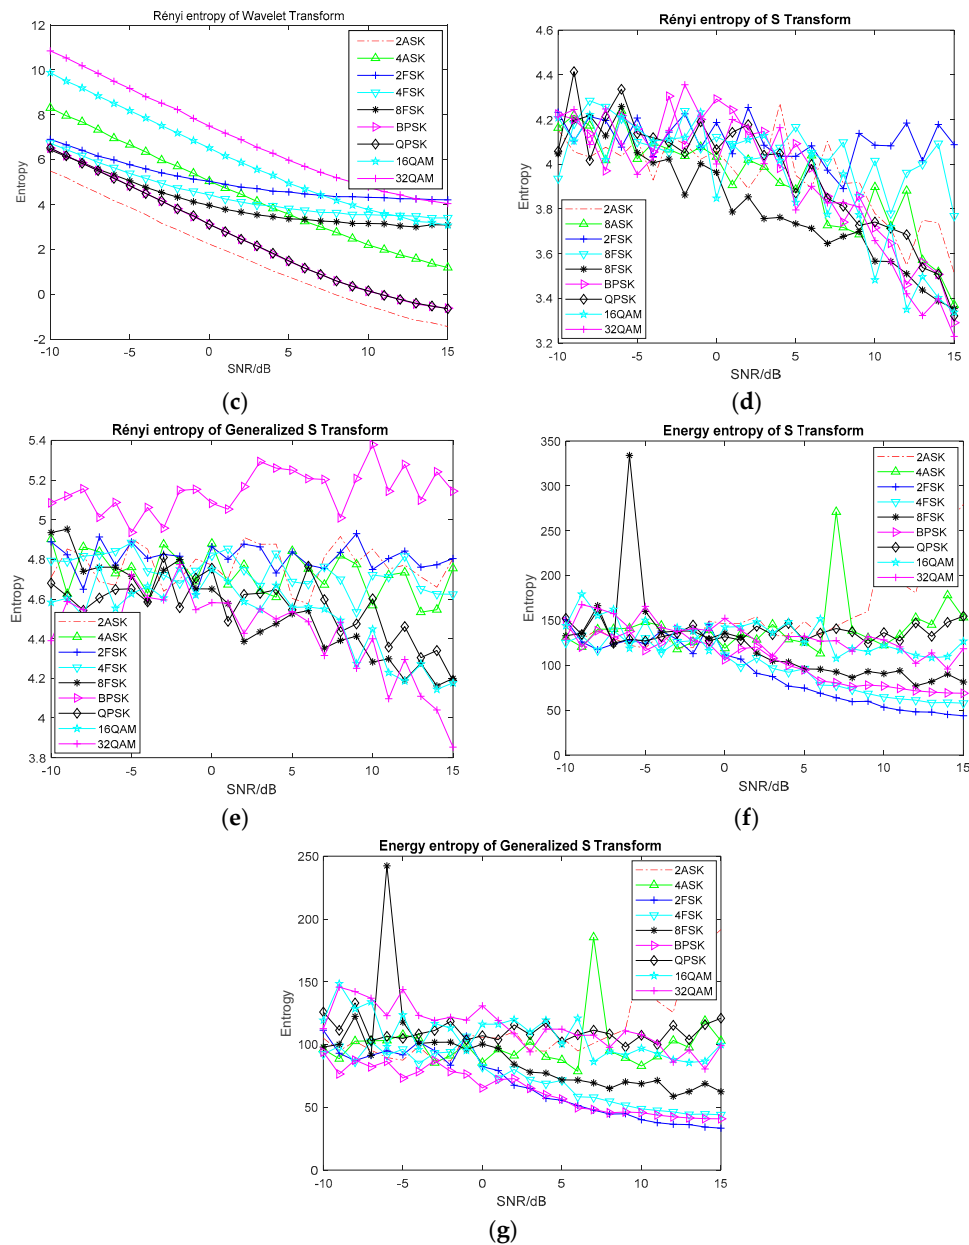 Rényi entropy of Wavelet Transform
12
10
8
6
4
2
0
-2
Entropy
2ASK
4ASK
2FSK
4FSK
8FSK
BPSK
QPSK
16QAM
32QAM
-10
-5
0
5
10
15
SNR/dB
(c)
Rényi entropy of S Transform
4.6
4.4
4.2
4
3.8
3.6
3.4
3.2
Entropy
2ASK
8ASK
2FSK
8FSK
8FSK
BPSK
QPSK
16QAM
32QAM
-10
-5
0
5
10
15
SNR/dB
(d)
Rényi entropy of Generalized S Transform
5.4
5.2
5
4.8
4.6
4.4
4.2
4
3.8
Entropy
2ASK
4ASK
2FSK
4FSK
8FSK
BPSK
QPSK
16QAM
32QAM
-10
-5
0
5
10
15
SNR/dB
(e)
Energy entropy of S Transform
350
300
250
200
150
100
50
0
Entropy
2ASK
4ASK
2FSK
4FSK
8FSK
BPSK
QPSK
16QAM
32QAM
-10
-5
0
5
10
15
SNR/dB
(f)
Energy entropy of Generalized S Transform
250
200
150
100
50
0
Entrogy
2ASK
4ASK
2FSK
4FSK
8FSK
BPSK
QPSK
16QAM
32QAM
-10
-5
0
5
10
15
SNR/dB
(g)